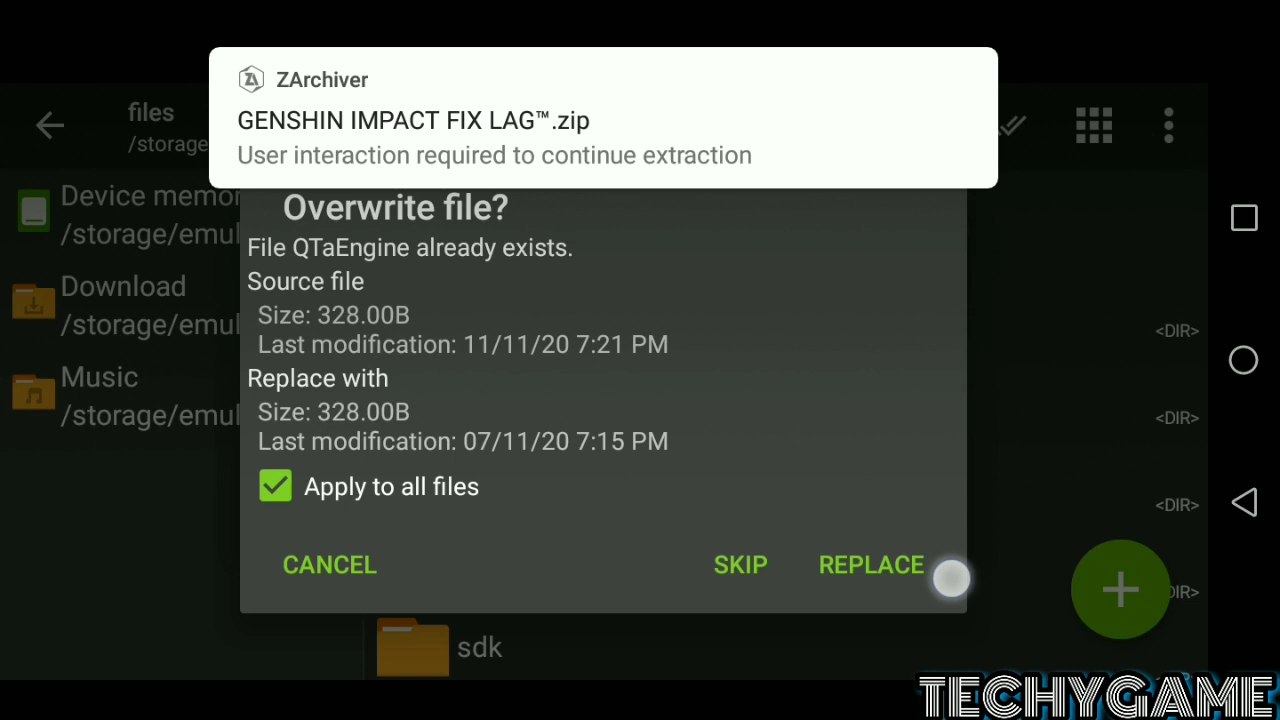 ZArchiver
GENSHIN IMPACT FIX LAG™.zip
User interaction required to continue extraction
files
/storage
Device memor
/storage/emul
Download
/storage/emul
Music
/storage/emul
Overwrite file?
File QTaEngine already exists.
Source file
Size: 328.00B
Last modification: 11/11/20 7:21 PM
Replace with
Size: 328.00B
Last modification: 07/11/20 7:15 PM
Apply to all files
CANCEL
SKIP
REPLACE
<DIR>
<DIR>
<DIR>
DIR>
sdk
TECHYGAME